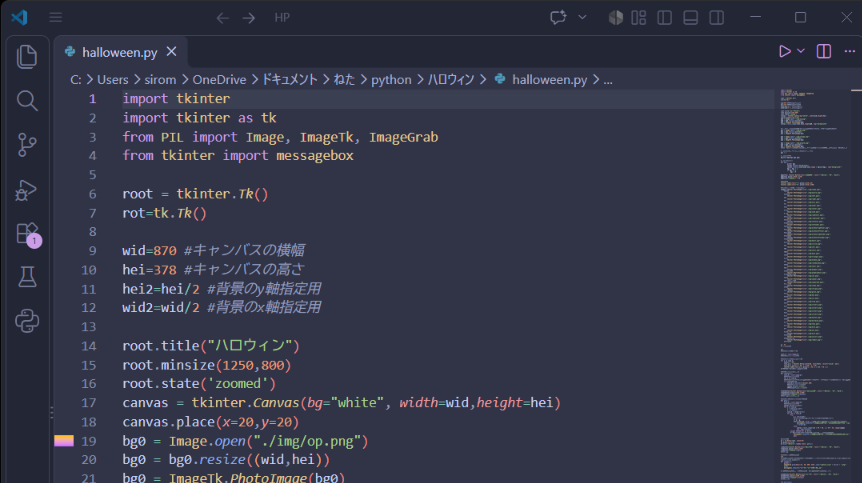 HP
halloween.py
C: > Users > sirom > OneDrive > ドキュメント > ねた > python > ハロウィン > halloween.py > ...
1 import tkinter
2 import tkinter as tk
3 from PIL import Image, ImageTk, ImageGrab
4 from tkinter import messagebox
5
6 root = tkinter.Tk()
7 rot=tk.Tk()
8
9 wid=870 #キャンバスの横幅
10 hei=378 #キャンバスの高さ
11 hei2=hei/2 #背景のy軸指定用
12 wid2=wid/2 #背景のx軸指定用
13
14 root.title("ハロウィン")
15 root.minsize(1250,800)
16 root.state('zoomed')
17 canvas = tkinter.Canvas(bg="white", width=wid,height=hei)
18 canvas.place(x=20,y=20)
19 bg0 = Image.open("./img/op.png")
20 bg0 = bg0.resize((wid,hei))
21 bg0 = ImageTk.PhotoImage(bg0)
1